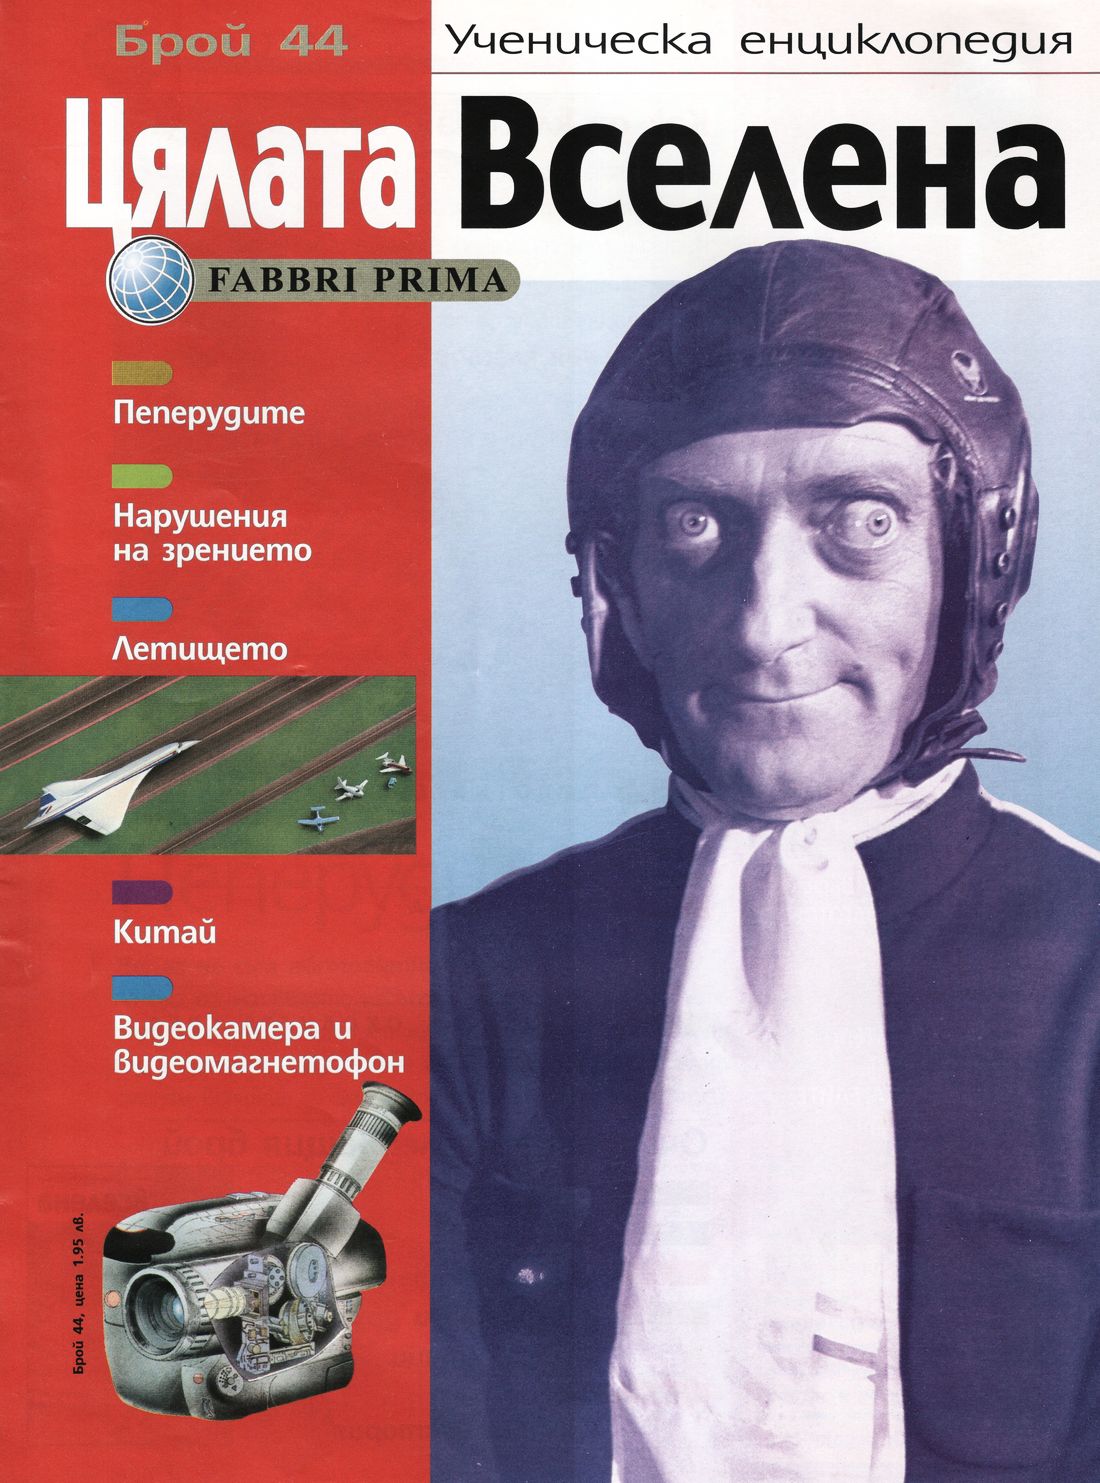 Брой 44
Ученическа енциклопедия
Цялата Вселена
FABBRI PRIMA
Пеперудите
Нарушения
на зрението
Летището
Китай
Видеокамера и
видеомагнетофон
Брой 44, цена 1.95 лв.